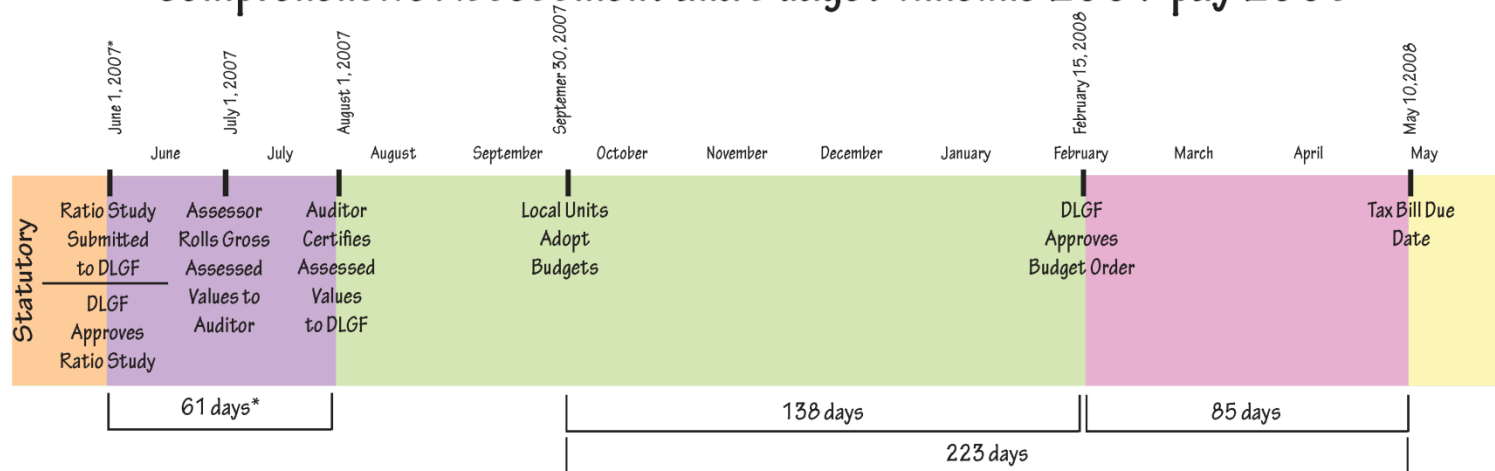 June 1, 2007*
July 1, 2007
August 1, 2007
Septemer 30, 2007
February 15, 2008
May 10,2008
June
July
August
September
October
November
December
January
February
March
April
May
Statutory
Ratio Study
Submitted
to DLGF
DLGF
Approves
Ratio Study
Assessor
Rolls Gross
Assessed
Values to
Auditor
Auditor
Certifies
Assessed
Values
to DLGF
Local Units
Adopt
Budgets
DLGF
Approves
Budget Order
Tax Bill Due
Date
61 days*
138 days
85 days
223 days